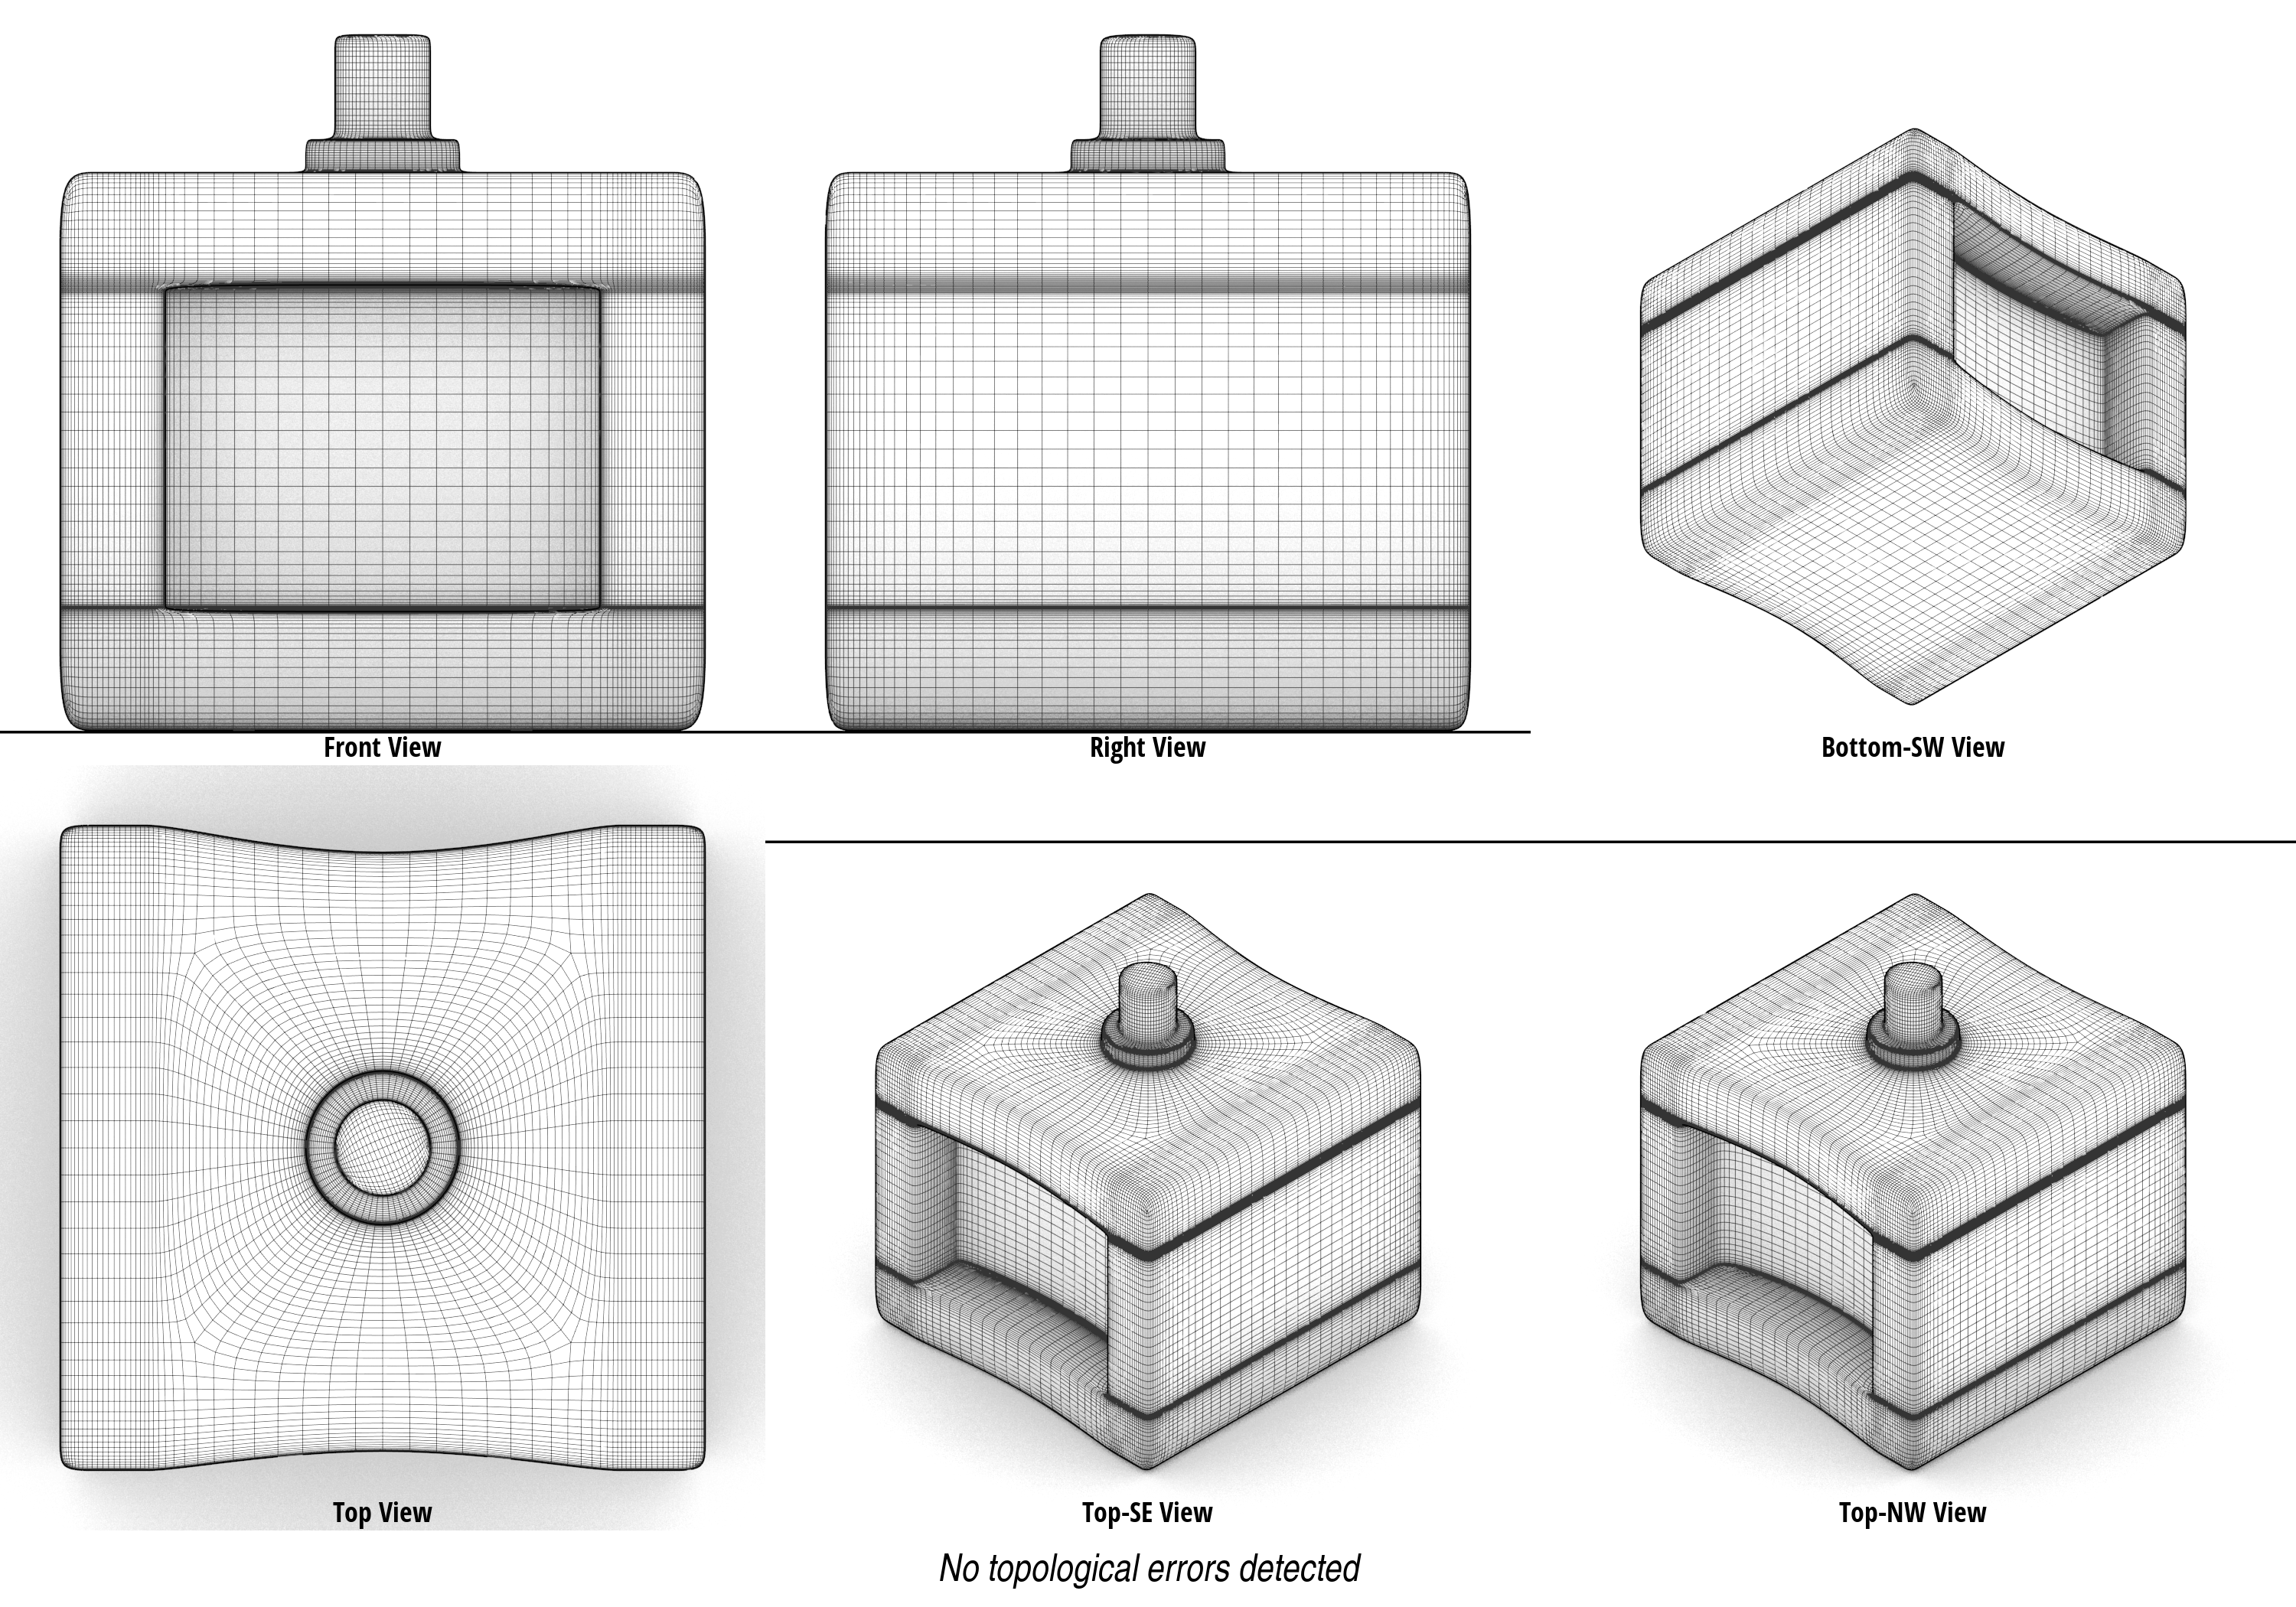 Front View
Right View
Bottom-SW View
Top View
Top-SE View
Top-NW View
No topological errors detected